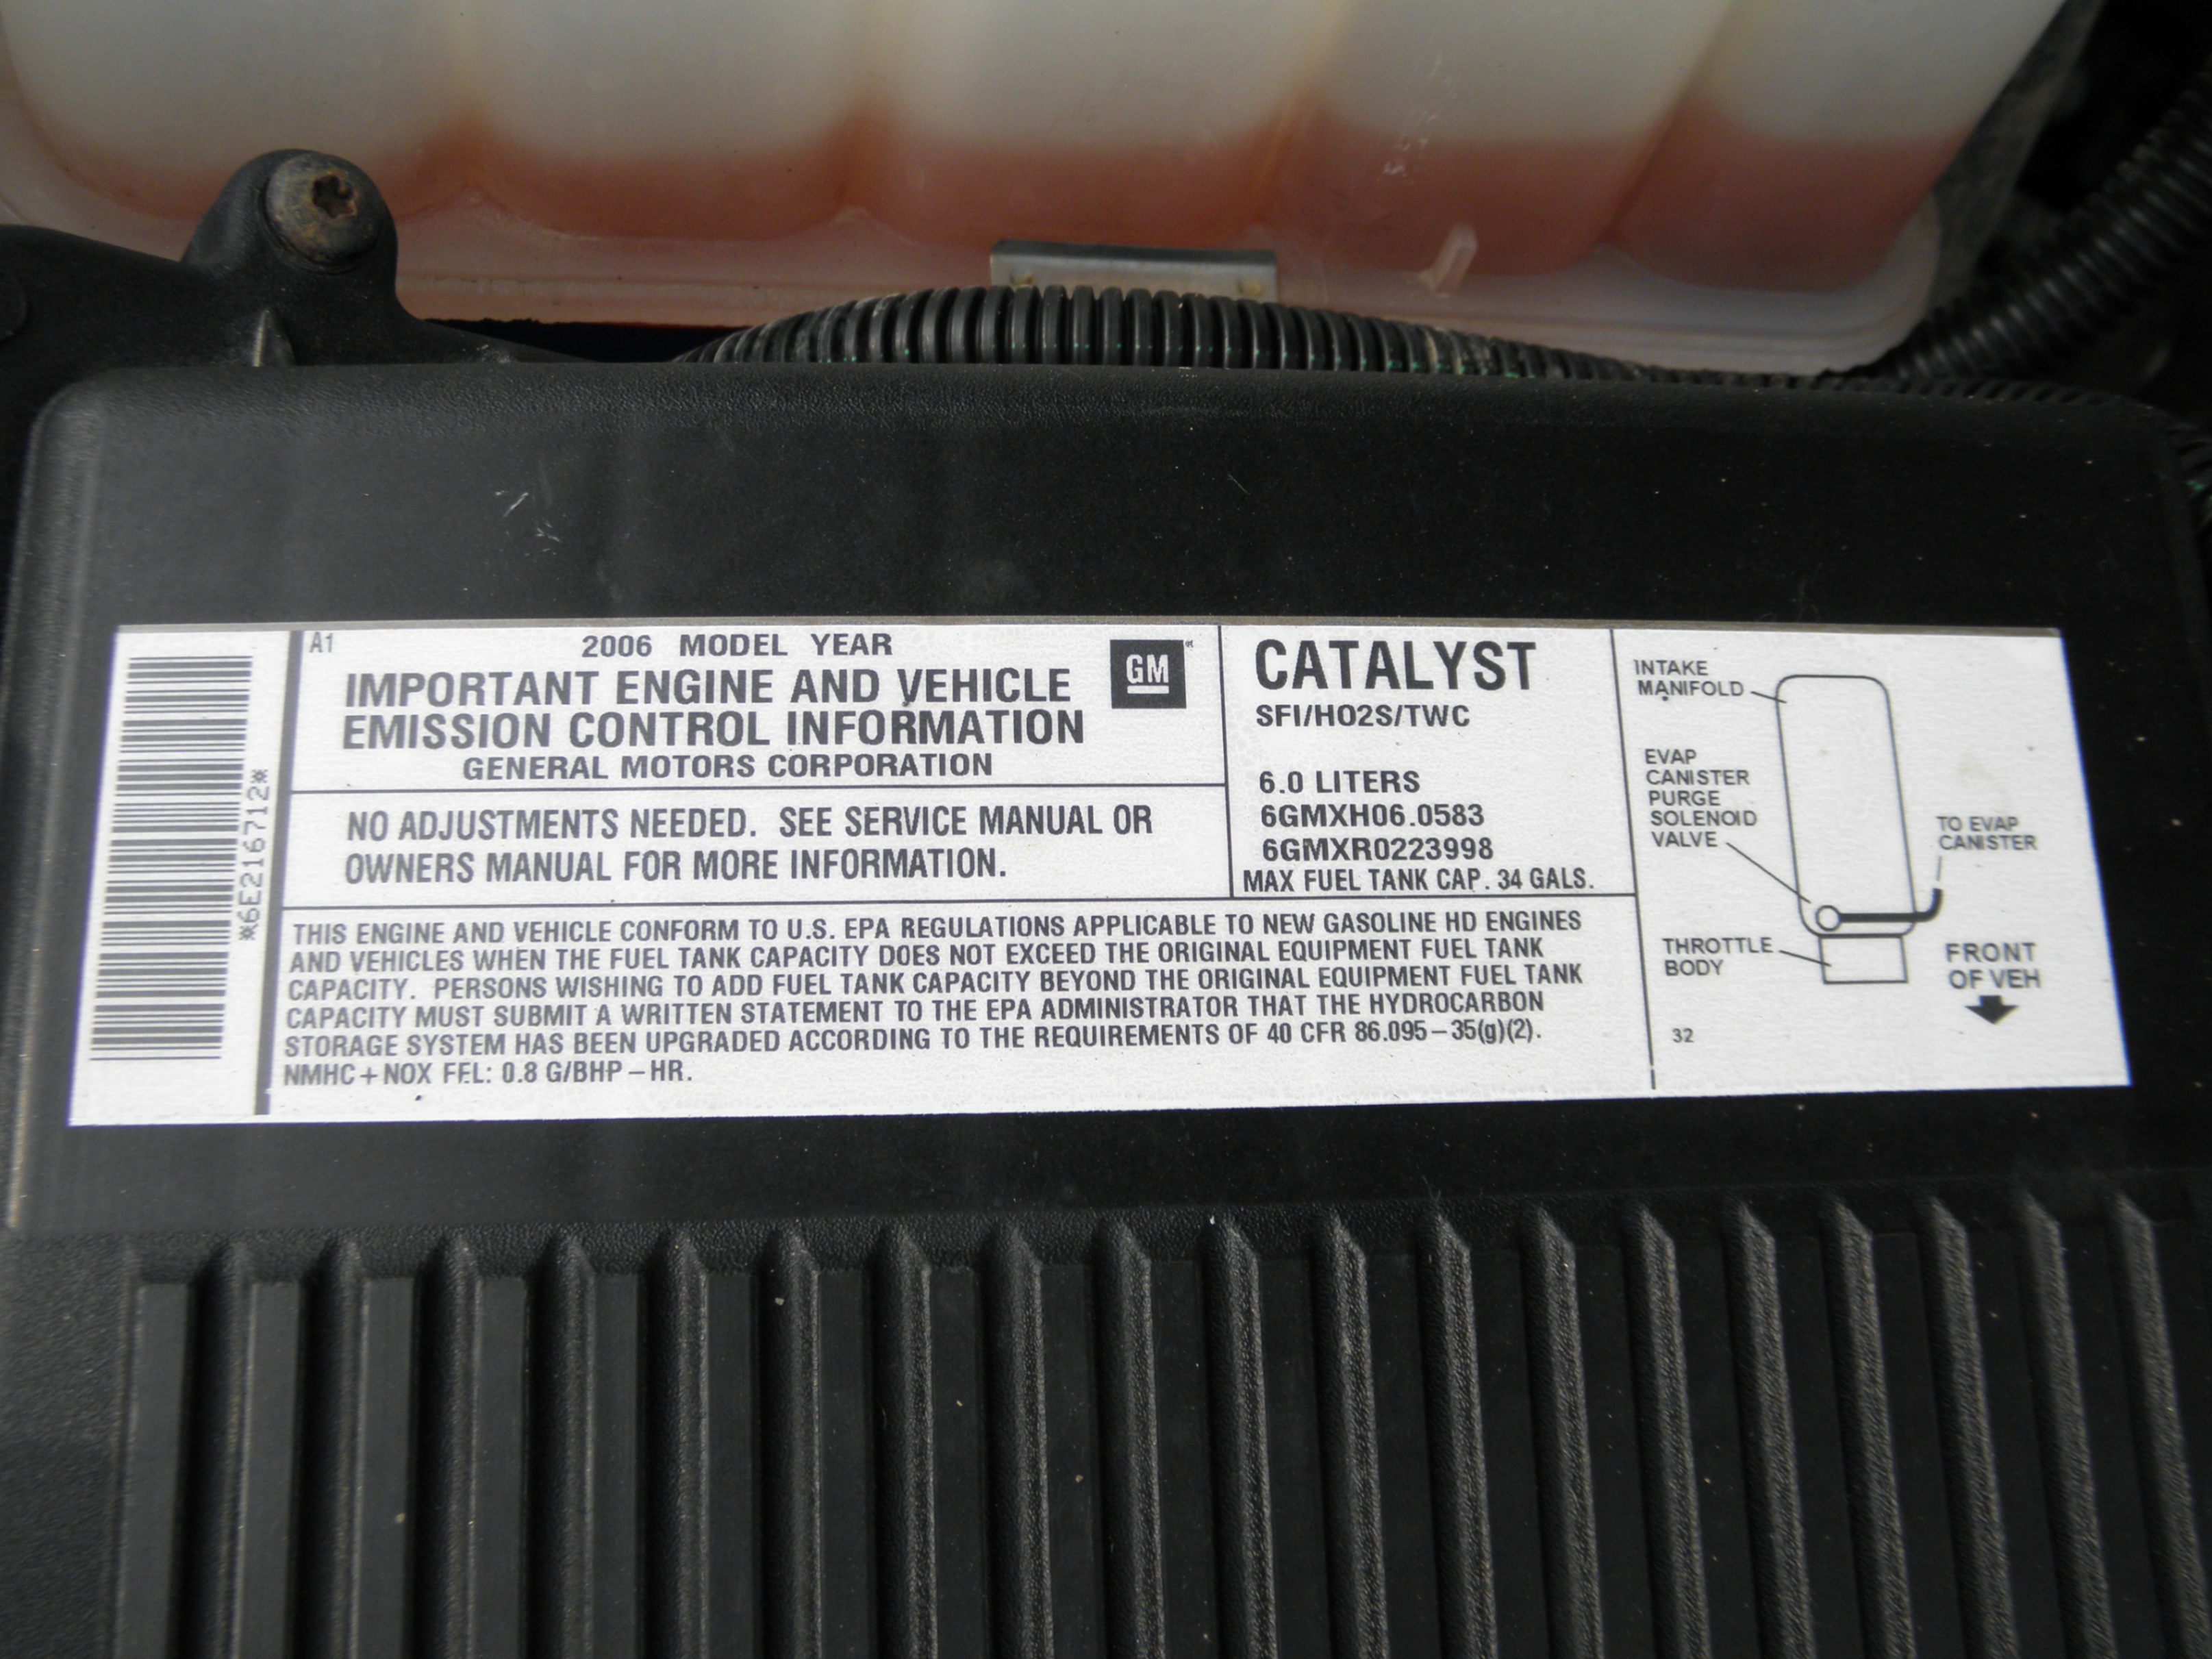 *6E216712*
A1
2006 MODEL YEAR
IMPORTANT ENGINE AND VEHICLE
EMISSION CONTROL INFORMATION
GENERAL MOTORS CORPORATION
GM
NO ADJUSTMENTS NEEDED. SEE SERVICE MANUAL OR
OWNERS MANUAL FOR MORE INFORMATION.
CATALYST
SFI/HO2S/TWC
6.0 LITERS
6GMXH06.0583
6GMXR0223998
MAX FUEL TANK CAP. 34 GALS.
THIS ENGINE AND VEHICLE CONFORM TO U.S. EPA REGULATIONS APPLICABLE TO NEW GASOLINE HD ENGINES
AND VEHICLES WHEN THE FUEL TANK CAPACITY DOES NOT EXCEED THE ORIGINAL EQUIPMENT FUEL TANK
CAPACITY. PERSONS WISHING TO ADD FUEL TANK CAPACITY BEYOND THE ORIGINAL EQUIPMENT FUEL TANK
CAPACITY MUST SUBMIT A WRITTEN STATEMENT TO THE EPA ADMINISTRATOR THAT THE HYDROCARBON
STORAGE SYSTEM HAS BEEN UPGRADED ACCORDING TO THE REQUIREMENTS OF 40 CFR 86.095-35(g)(2).
NMHC+NOX FEL: 0.8 G/BHP-HR.
INTAKE
MANIFOLD
EVAP
CANISTER
PURGE
SOLENOID
VALVE
TO EVAP
CANISTER
THROTTLE
BODY
FRONT
OF VEH
32